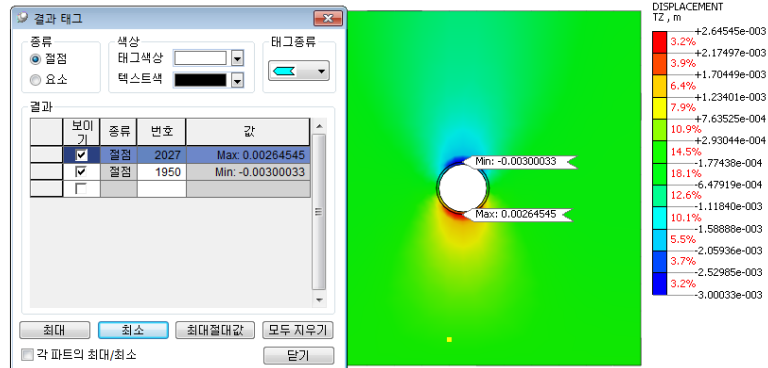 결과 태그
종류
절점
요소
색상
태그색상
텍스트색
태그종류
결과
보이기 종류 번호 값
절점 2027 Max: 0.00264545
절점 1950 Min: -0.00300033
최대 최소 최대절대값 모두 지우기
각 파트의 최대/최소 닫기
Min: -0.00300033
Max: 0.00264545
DISPLACEMENT
TZ , m
+2.64545e-003
3.2%
+2.17497e-003
3.9%
+1.70449e-003
6.4%
+1.23401e-003
7.9%
+7.63525e-004
10.9%
+2.93044e-004
14.5%
-1.77438e-004
18.1%
-6.47919e-004
12.6%
-1.11840e-003
10.1%
-1.58888e-003
5.5%
-2.05936e-003
3.7%
-2.52985e-003
3.2%
-3.00033e-003